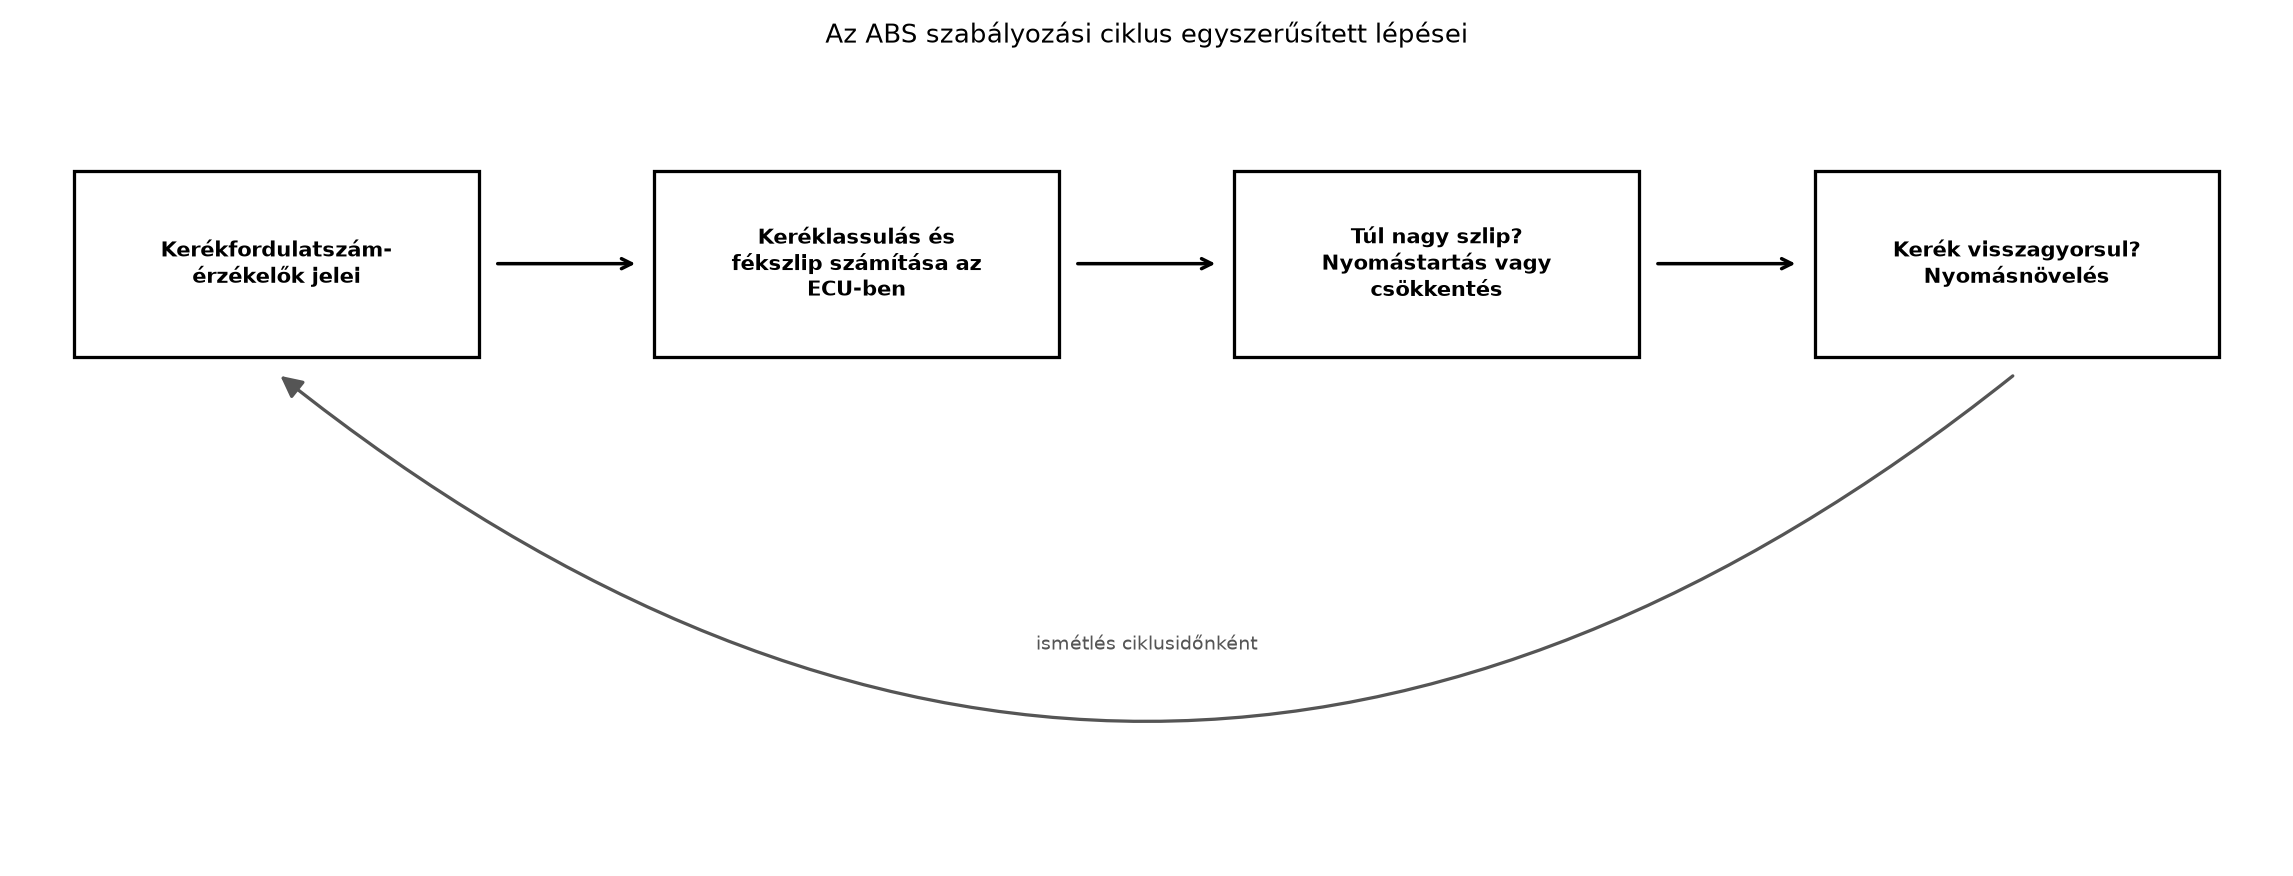 Az ABS szabályozási ciklus egyszerűsített lépései
Kerékfordulatszám-
érzékelők jelei
Keréklassulás és
fékszlip számítása az
ECU-ben
Túl nagy szlip?
Nyomástartás vagy
csökkentés
Kerék visszagyorsul?
Nyomásnövelés
ismétlés ciklusidőnként